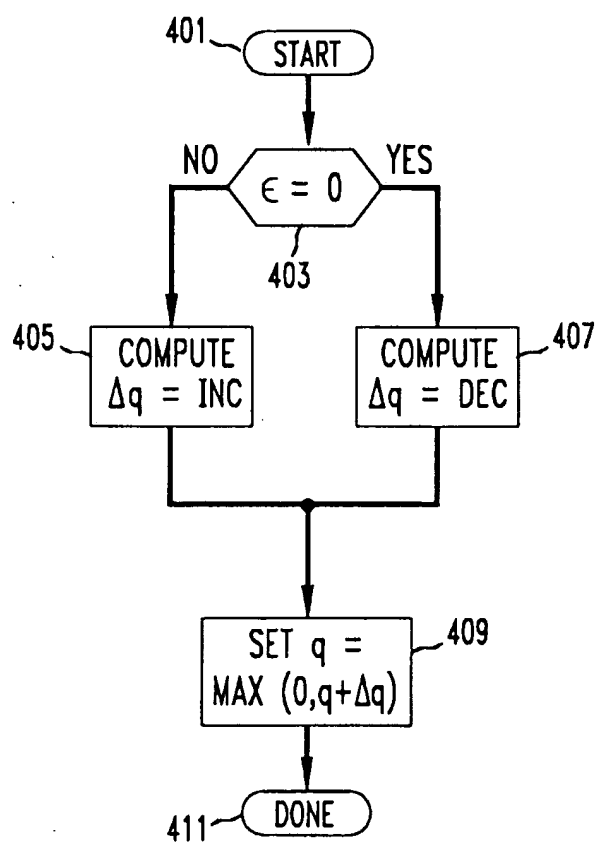 401
START
NO
YES
ϵ = 0
403
405
COMPUTE
Δq = INC
COMPUTE
Δq = DEC
407
SET q =
MAX (0,q+Δq)
409
DONE
411